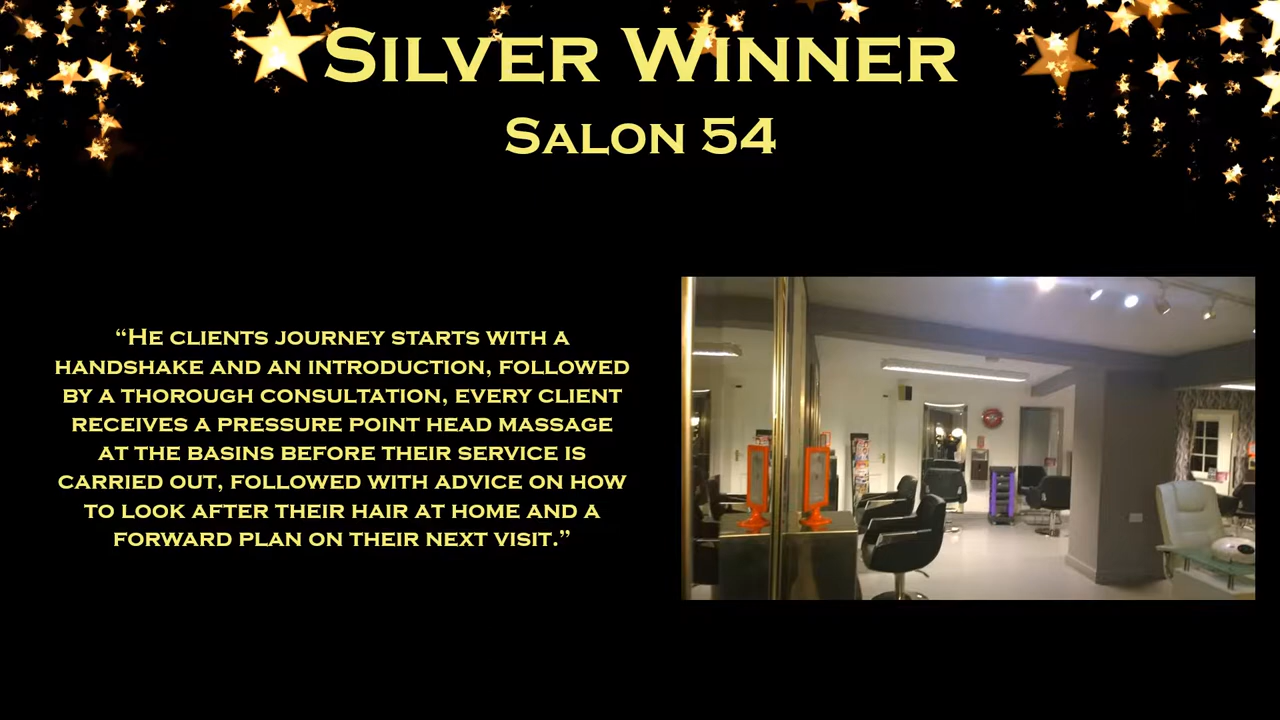 Silver Winner
Salon 54
“He clients journey starts with a
handshake and an introduction, followed
by a thorough consultation, every client
receives a pressure point head massage
at the basins before their service is
carried out, followed with advice on how
to look after their hair at home and a
forward plan on their next visit.”